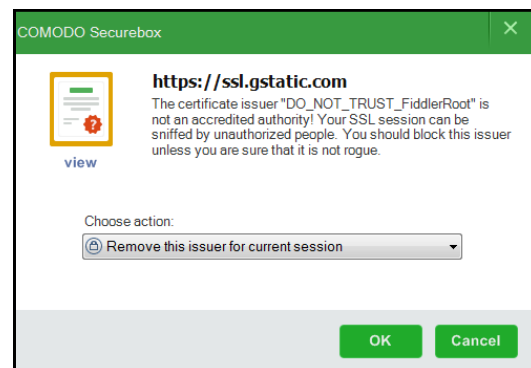 COMODO Securebox
https://ssl.gstatic.com
The certificate issuer "DO_NOT_TRUST_FiddlerRoot" is
not an accredited authority! Your SSL session can be
sniffed by unauthorized people. You should block this issuer
unless you are sure that it is not rogue.
view
Choose action:
Remove this issuer for current session
OK Cancel